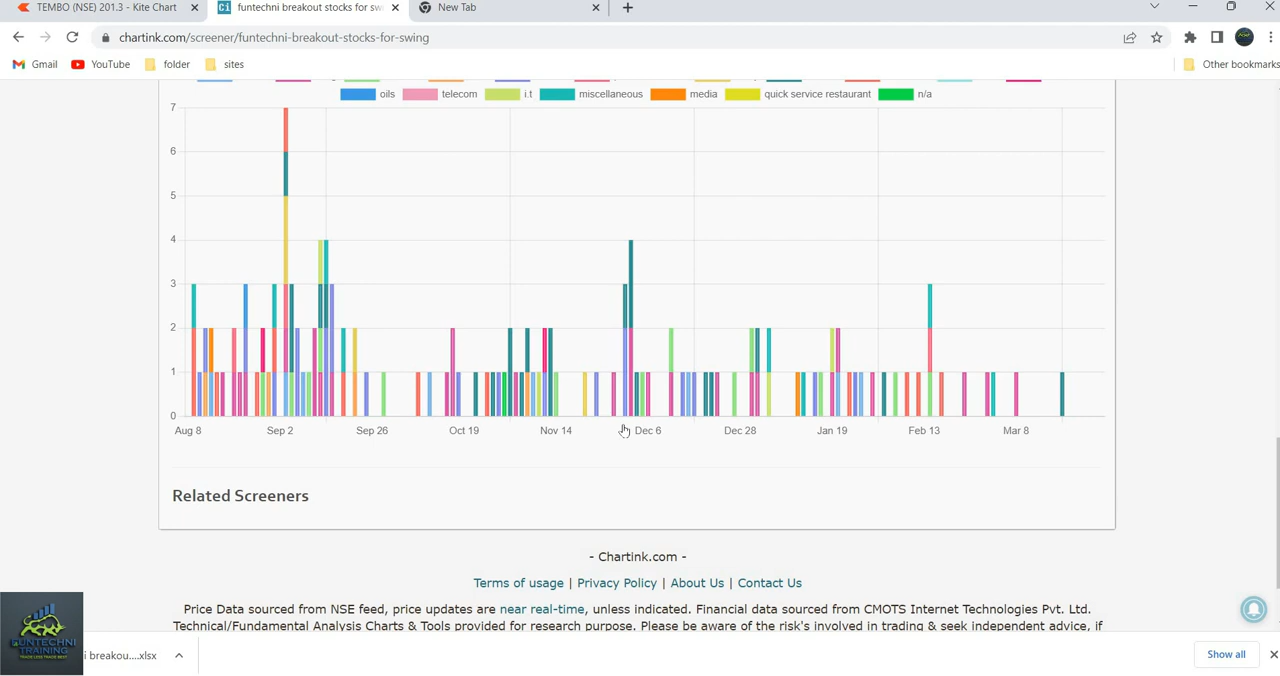 TEMBO (NSE) 201.3 - Kite Chart
funtechni breakout stocks for sw
New Tab
chartink.com/screener/funtechni-breakout-stocks-for-swing
Gmail YouTube folder sites Other bookmarks
oils telecom i.t miscellaneous media quick service restaurant n/a
7
6
5
4
3
2
1
0
Aug 8 Sep 2 Sep 26 Oct 19 Nov 14 Dec 6 Dec 28 Jan 19 Feb 13 Mar 8
Related Screeners
- Chartink.com -
Terms of usage | Privacy Policy | About Us | Contact Us
Price Data sourced from NSE feed, price updates are near real-time, unless indicated. Financial data sourced from CMOTS Internet Technologies Pvt. Ltd.
Technical/Fundamental Analysis Charts & Tools provided for research purpose. Please be aware of the risk's involved in trading & seek independent advice, if
FUNTECHNI
TRAINING
TRADE LESS TRADE BEST
i breakou....xlsx
Show all